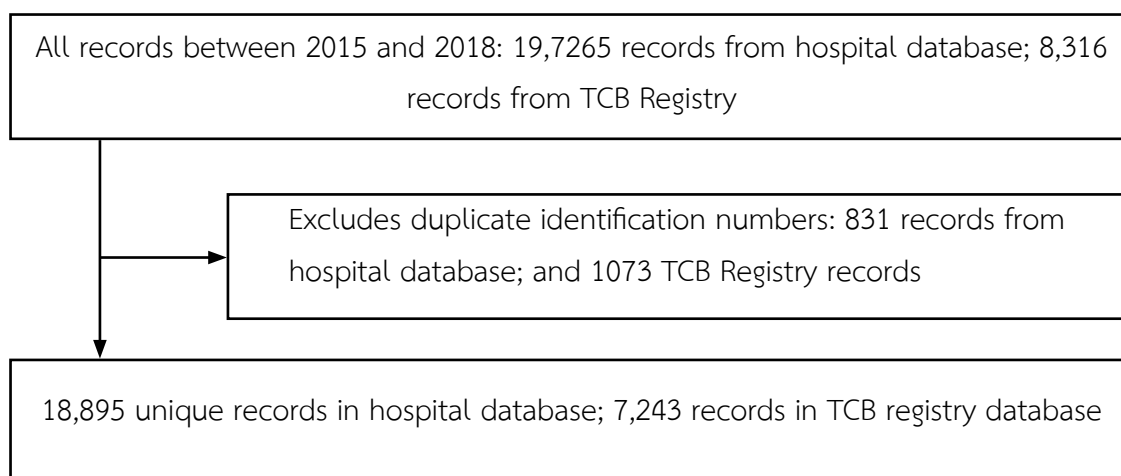 All records between 2015 and 2018: 19,7265 records from hospital database; 8,316
records from TCB Registry
Excludes duplicate identification numbers: 831 records from
hospital database; and 1073 TCB Registry records
18,895 unique records in hospital database; 7,243 records in TCB registry database